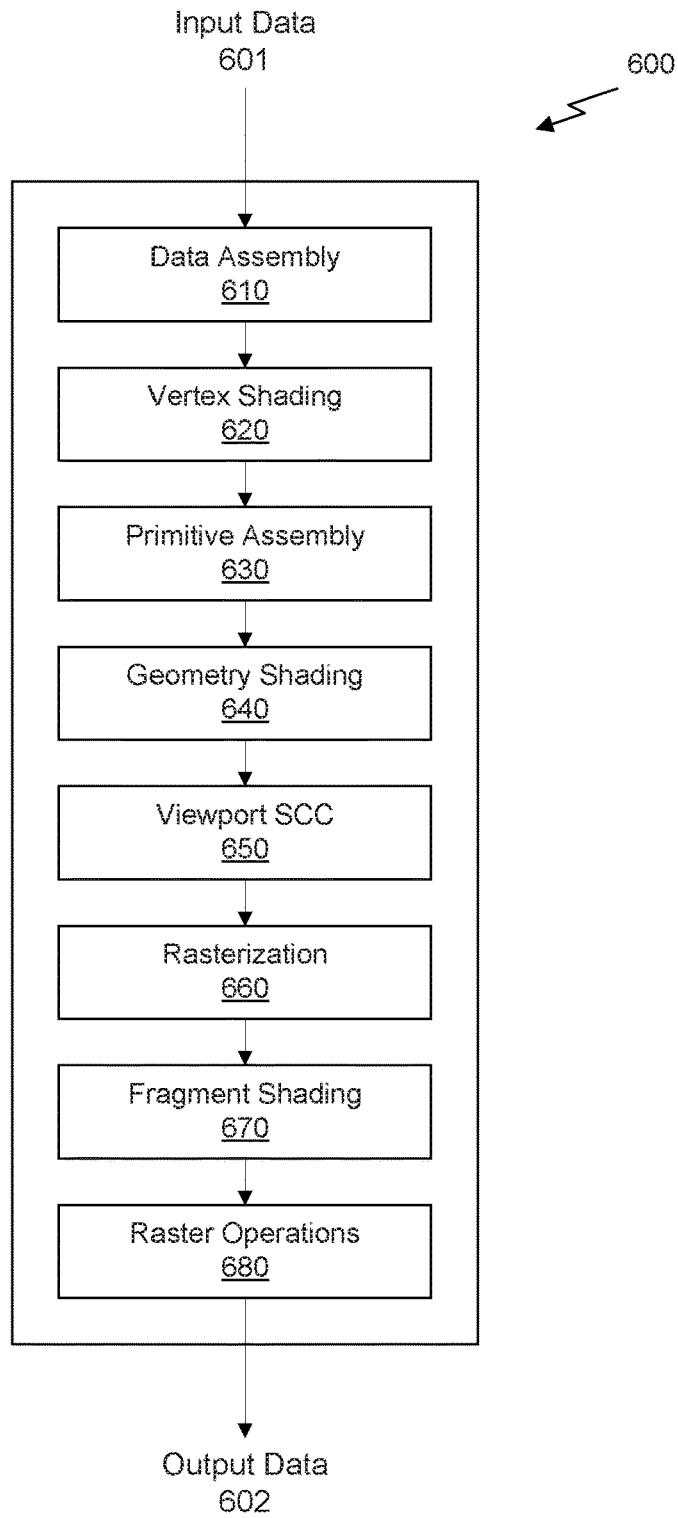 Input Data
601
600
Data Assembly
610
Vertex Shading
620
Primitive Assembly
630
Geometry Shading
640
Viewport SCC
650
Rasterization
660
Fragment Shading
670
Raster Operations
680
Output Data
602